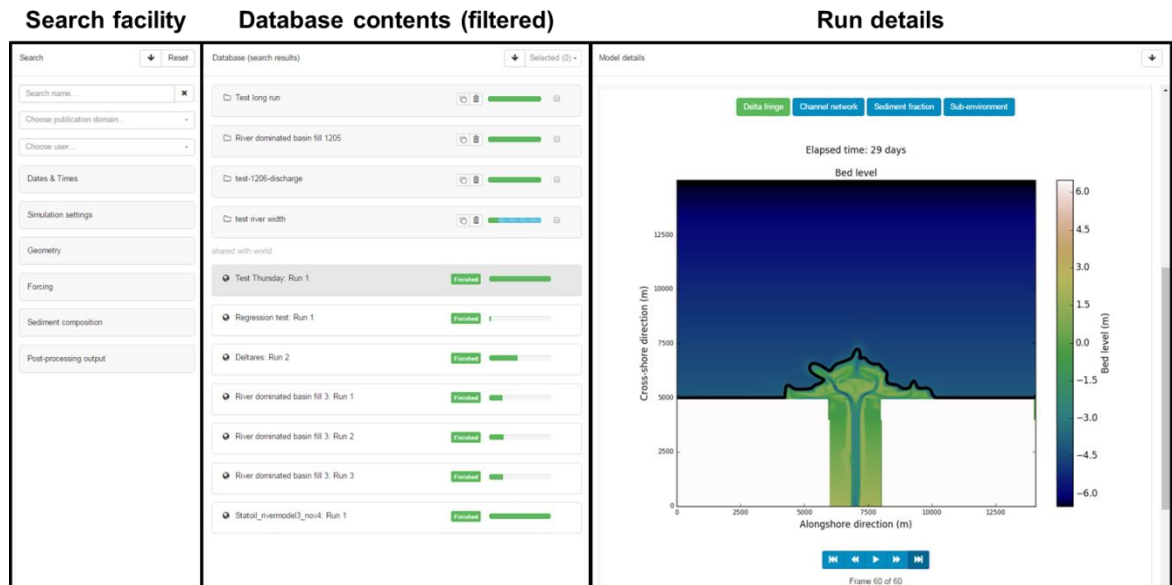 Search facility
Database contents (filtered)
Run details
Search
Reset
Search name...
Choose publication domain...
Choose user...
Dates & Times
Simulation settings
Geometry
Forcing
Sediment composition
Post-processing output
Database (search results)
Selected (0)
Test long run
River dominated basin fill 1205
test-1206-discharge
test river width
shared with world
Test Thursday: Run 1
Finished
Regression test: Run 1
Finished
Deltares: Run 2
Finished
River dominated basin fill 3: Run 1
Finished
River dominated basin fill 3: Run 2
Finished
River dominated basin fill 3: Run 3
Finished
Statoil_rivermodel3_nov4: Run 1
Finished
Model details
Delta fringe
Channel network
Sediment fraction
Sub-environment
Elapsed time: 29 days
Bed level
12500
10000
7500
5000
2500
0
Cross-shore direction (m)
0
2500
5000
7500
10000
12500
Alongshore direction (m)
6.0
4.5
3.0
1.5
0.0
−1.5
−3.0
−4.5
−6.0
Bed level (m)
Frame 60 of 60